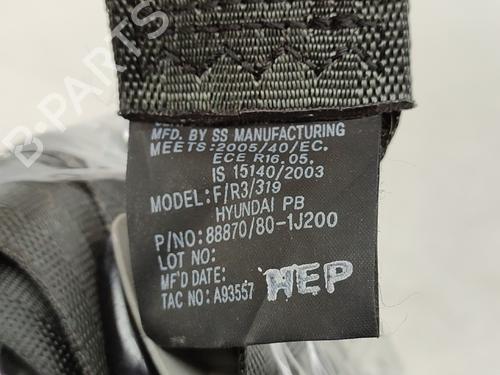 MFD. BY SS MANUFACTURING
MEETS:2005/40/EC.
ECE R16.05.
IS 15140/2003
MODEL:F/R3/319
HYUNDAI PB
P/NO:88870/80-1J200
LOT NO:
MF'D DATE:
TAC NO: A93557
HEP
B-PARTS